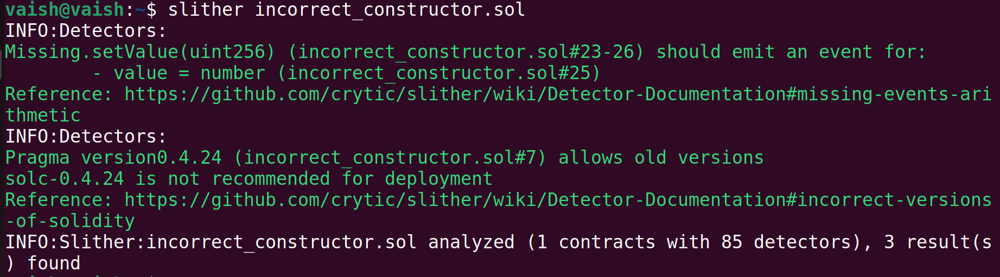 vaish@vaish:~$ slither incorrect_constructor.sol
INFO:Detectors:
Missing.setValue(uint256) (incorrect_constructor.sol#23-26) should emit an event for:
        - value = number (incorrect_constructor.sol#25)
Reference: https://github.com/crytic/slither/wiki/Detector-Documentation#missing-events-ari
thmetic
INFO:Detectors:
Pragma version0.4.24 (incorrect_constructor.sol#7) allows old versions
solc-0.4.24 is not recommended for deployment
Reference: https://github.com/crytic/slither/wiki/Detector-Documentation#incorrect-versions
-of-solidity
INFO:Slither:incorrect_constructor.sol analyzed (1 contracts with 85 detectors), 3 result(s
) found